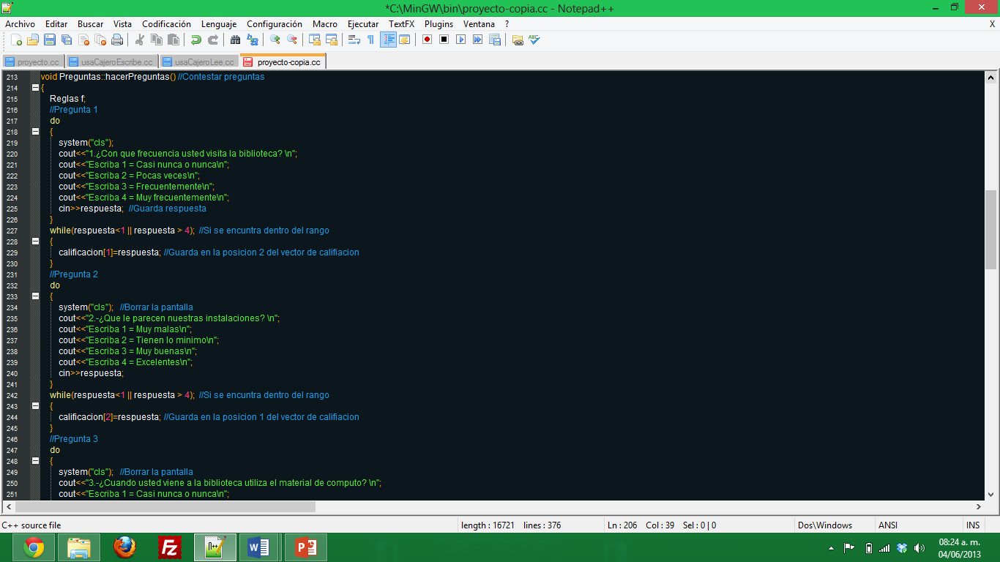 *C:\MinGW\bin\proyecto-copia.cc - Notepad++
Archivo Editar Buscar Vista Codificación Lenguaje Configuración Macro Ejecutar TextFX Plugins Ventana ? X
proyecto.cc usaCajeroEscribe.cc usaCajeroLee.cc proyecto-copia.cc
213 void Preguntas::hacerPreguntas() //Contestar preguntas
214 {
215 Reglas f;
216 //Pregunta 1
217 do
218 {
219 system("cls");
220 cout<<"1.¿Con que frecuencia usted visita la biblioteca? \n";
221 cout<<"Escriba 1 = Casi nunca o nunca\n";
222 cout<<"Escriba 2 = Pocas veces\n";
223 cout<<"Escriba 3 = Frecuentemente\n";
224 cout<<"Escriba 4 = Muy frecuentemente\n";
225 cin>>respuesta; //Guarda respuesta
226 }
227 while(respuesta<1 || respuesta > 4); //Si se encuntra dentro del rango
228 {
229 calificacion[1]=respuesta; //Guarda en la posicion 2 del vector de califiacion
230 }
231 //Pregunta 2
232 do
233 {
234 system("cls"); //Borrar la pantalla
235 cout<<"2.-¿Que le parecen nuestras instalaciones? \n";
236 cout<<"Escriba 1 = Muy malas\n";
237 cout<<"Escriba 2 = Tienen lo minimo\n";
238 cout<<"Escriba 3 = Muy buenas\n";
239 cout<<"Escriba 4 = Excelentes\n";
240 cin>>respuesta;
241 }
242 while(respuesta<1 || respuesta > 4); //Si se encuntra dentro del rango
243 {
244 calificacion[2]=respuesta; //Guarda en la posicion 1 del vector de califiacion
245 }
246 //Pregunta 3
247 do
248 {
249 system("cls"); //Borrar la pantalla
250 cout<<"3.-¿Cuando usted viene a la biblioteca utiliza el material de computo? \n";
251 cout<<"Escriba 1 = Casi nunca o nunca\n";
C++ source file length : 16721 lines : 376 Ln : 206 Col : 39 Sel : 0 | 0 Dos\Windows ANSI INS
08:24 a. m.
04/06/2013